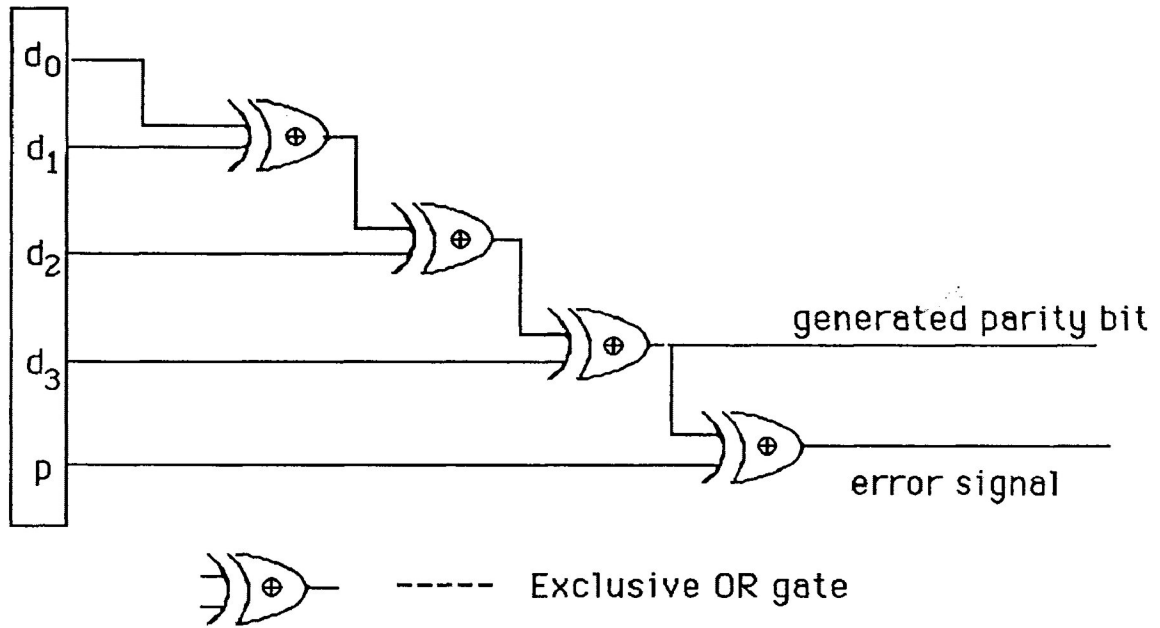 d0
d1
d2
generated parity bit
d3
p
error signal
----- Exclusive OR gate